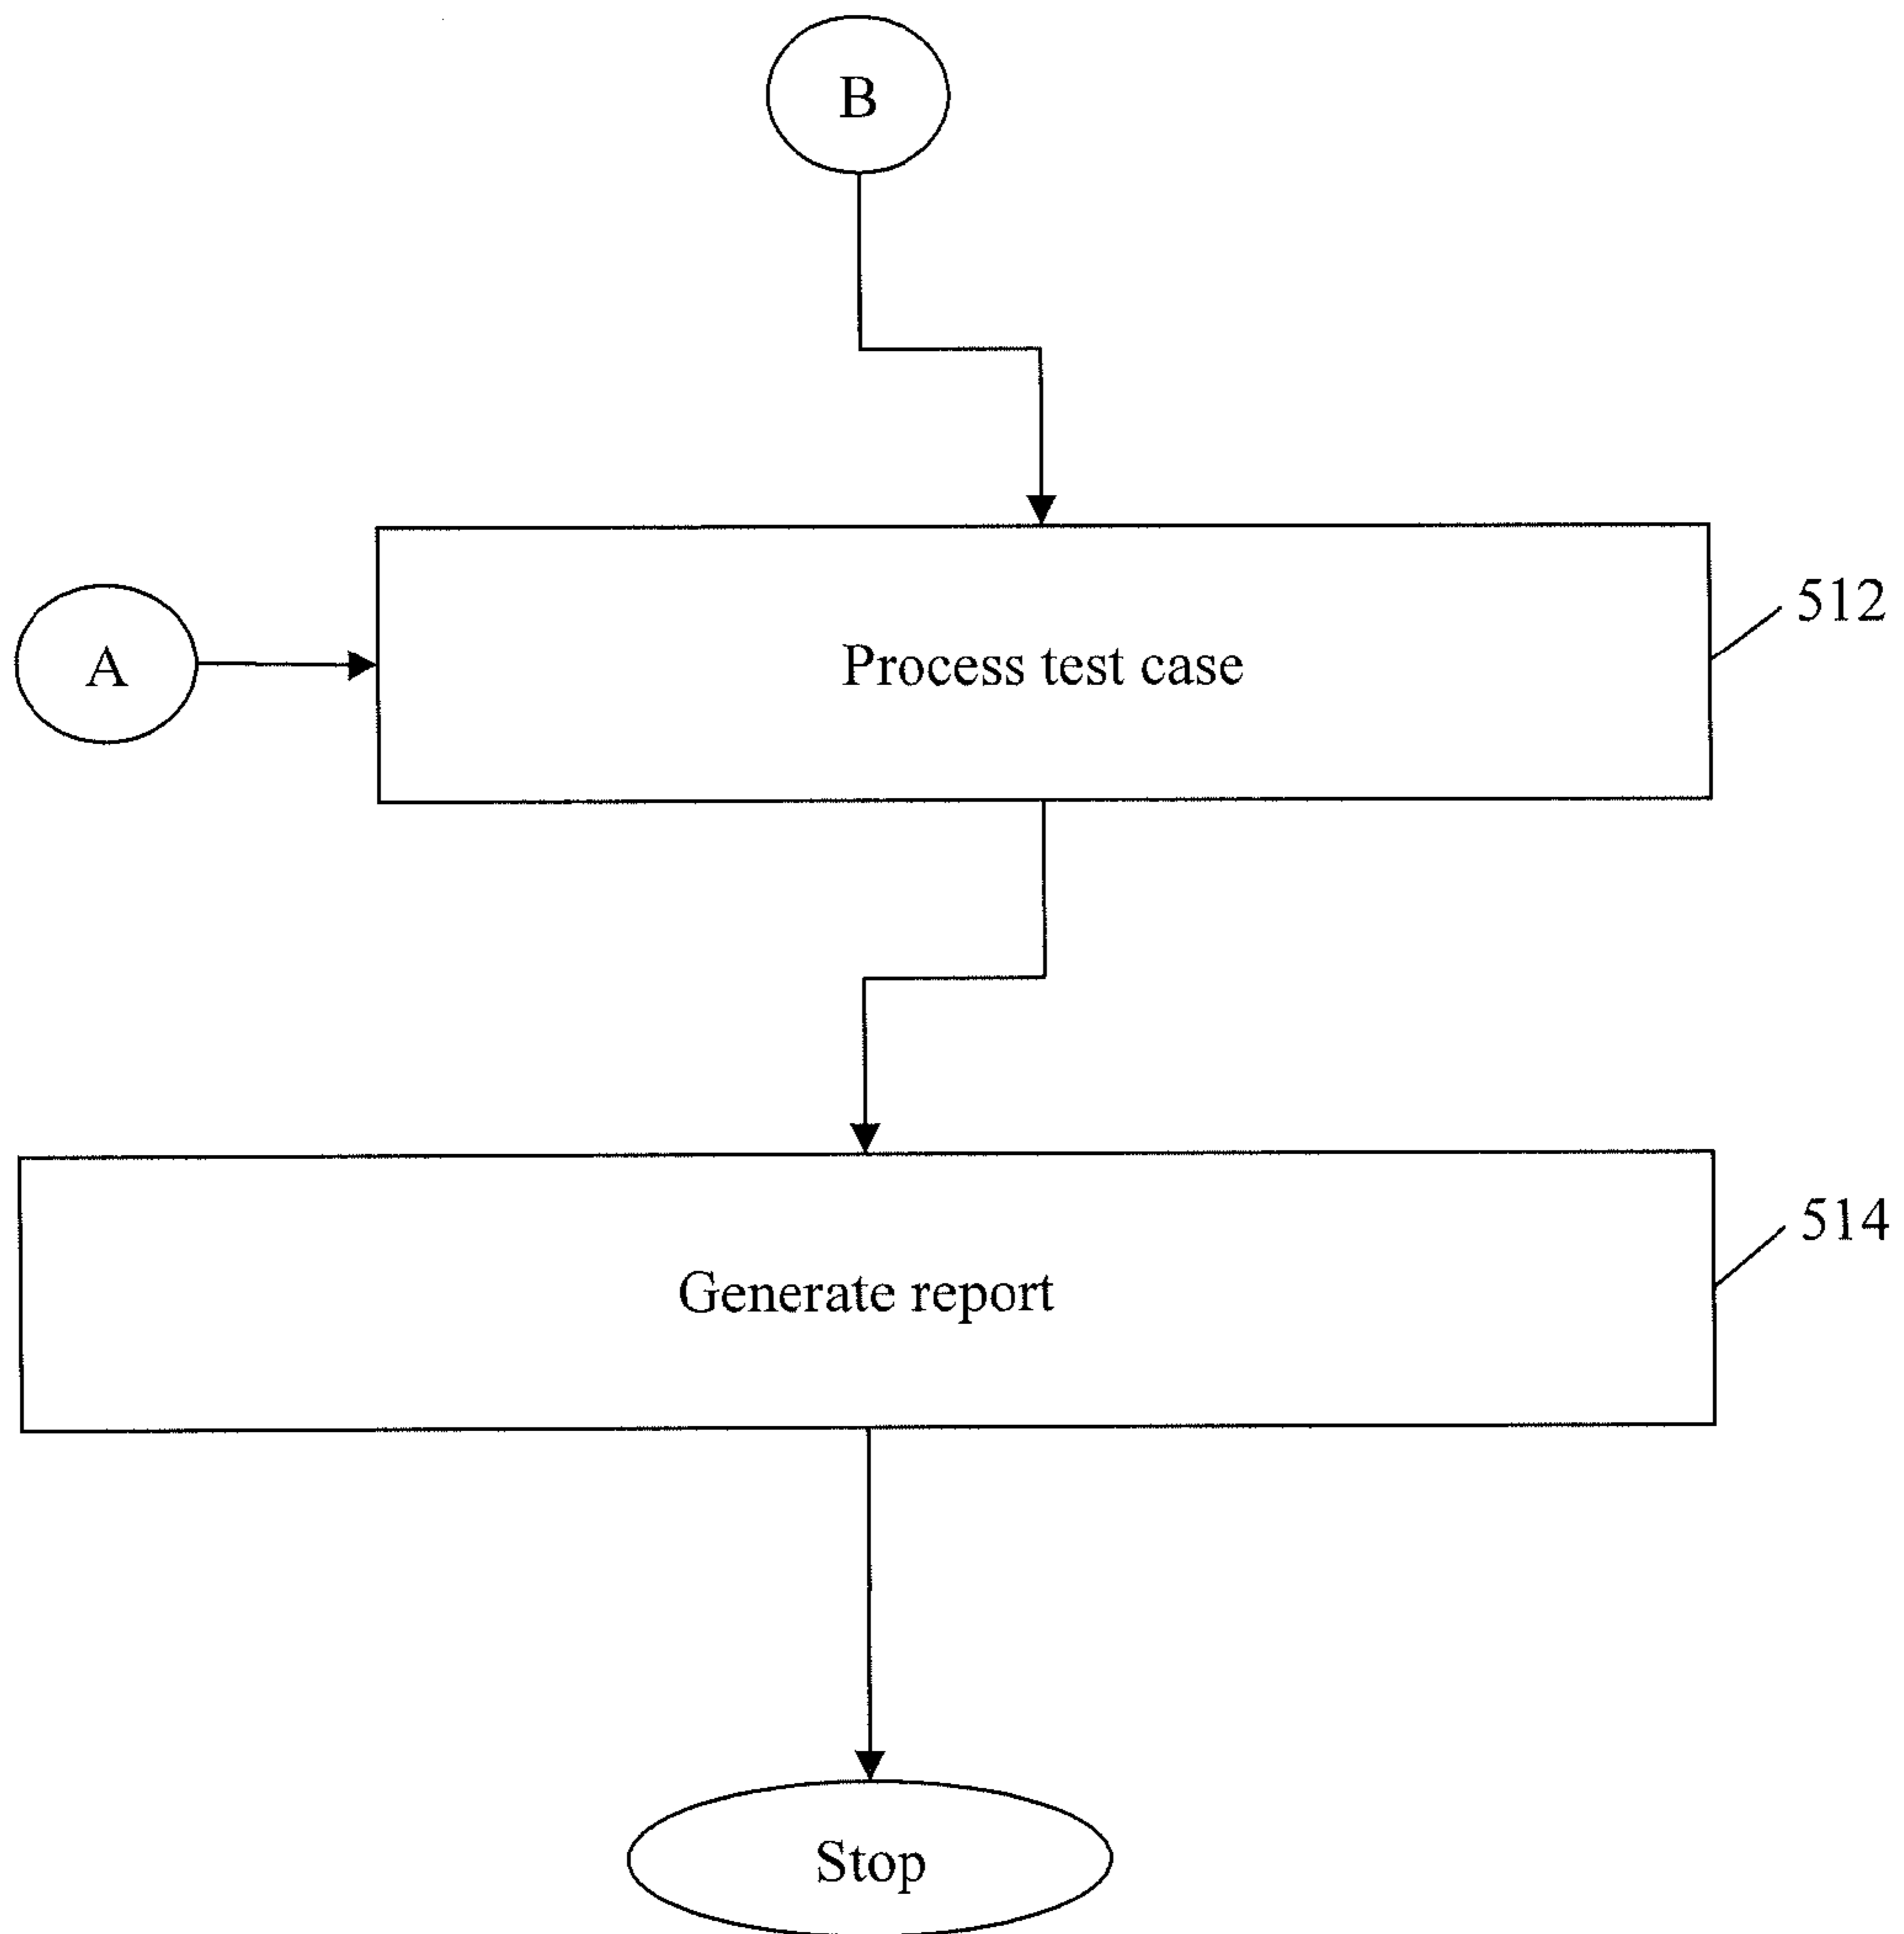 B
512
A
Process test case
514
Generate report
Stop